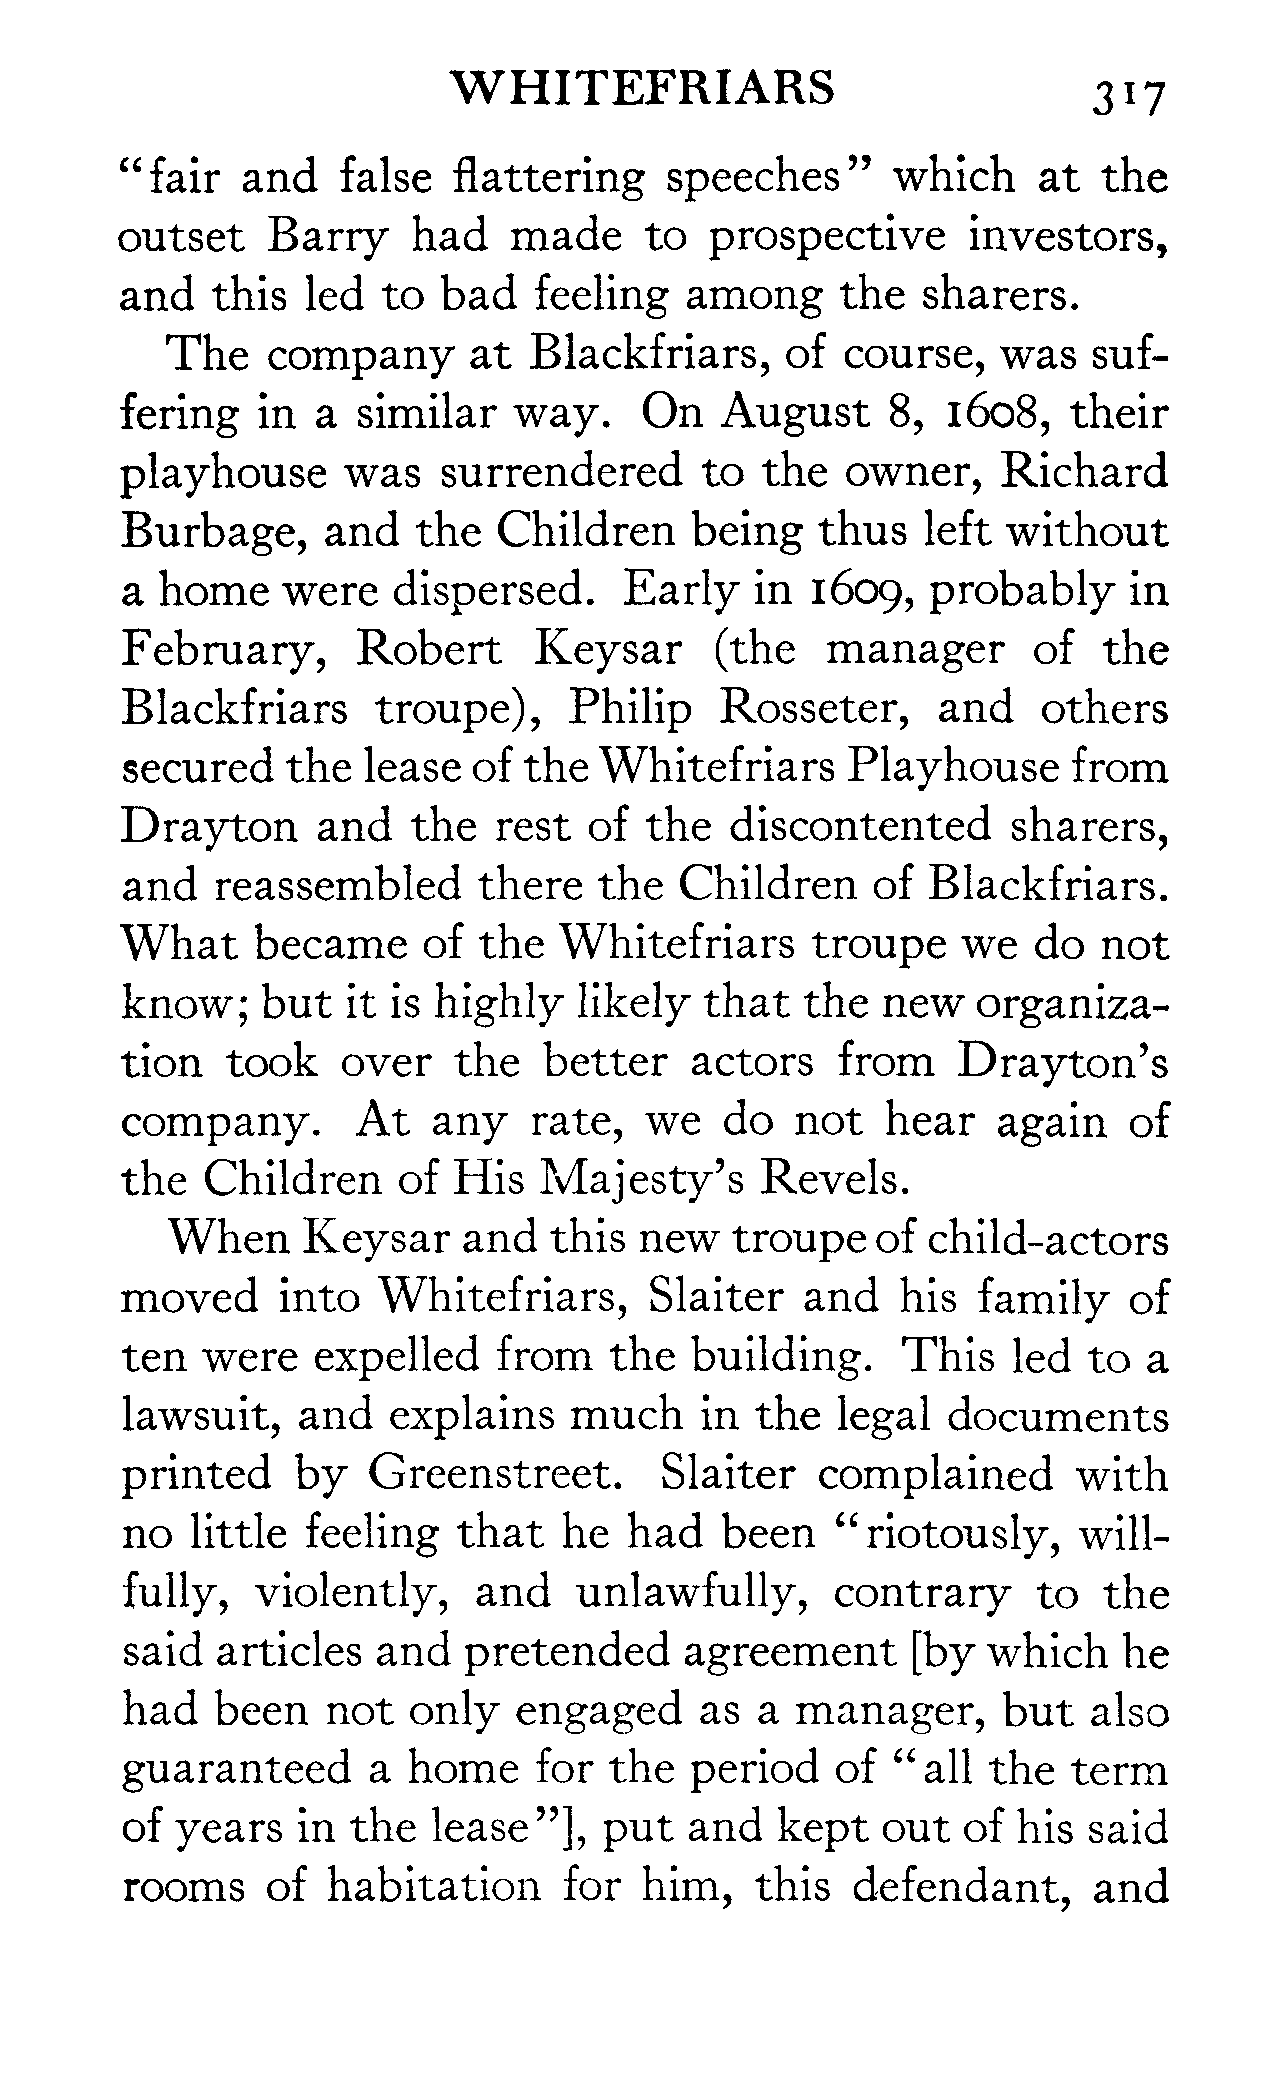 WHITEFRIARS 317
“fair and false flattering speeches” which at the
outset Barry had made to prospective investors,
and this led to bad feeling among the sharers.
The company at Blackfriars, of course, was suf-
fering in a similar way. On August 8, 1608, their
playhouse was surrendered to the owner, Richard
Burbage, and the Children being thus left without
a home were dispersed. Early in 1609, probably in
February, Robert Keysar (the manager of the
Blackfriars troupe), Philip Rosseter, and others
secured the lease of the Whitefriars Playhouse from
Drayton and the rest of the discontented sharers,
and reassembled there the Children of Blackfriars.
What became of the Whitefriars troupe we do not
know; but it is highly likely that the new organiza-
tion took over the better actors from Drayton’s
company. At any rate, we do not hear again of
the Children of His Majesty’s Revels.
When Keysar and this new troupe of child-actors
moved into Whitefriars, Slaiter and his family of
ten were expelled from the building. This led to a
lawsuit, and explains much in the legal documents
printed by Greenstreet. Slaiter complained with
no little feeling that he had been “riotously, will-
fully, violently, and unlawfully, contrary to the
said articles and pretended agreement [by which he
had been not only engaged as a manager, but also
guaranteed a home for the period of “all the term
of years in the lease”], put and kept out of his said
rooms of habitation for him, this defendant, and